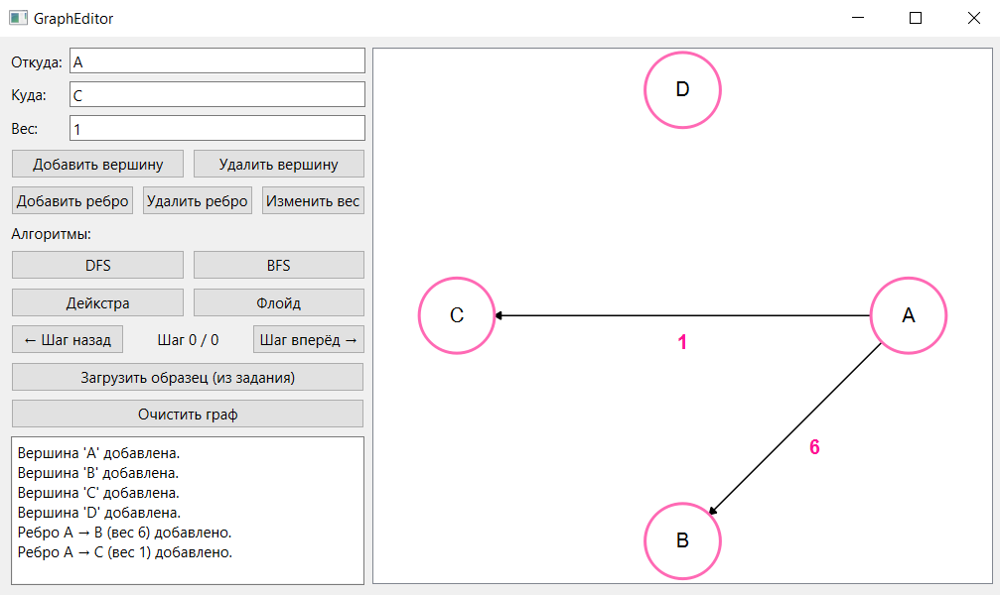 GraphEditor
Откуда: A
Куда: C
Вес: 1
Добавить вершину Удалить вершину
Добавить ребро Удалить ребро Изменить вес
Алгоритмы:
DFS BFS
Дейкстра Флойд
← Шаг назад Шаг 0 / 0 Шаг вперёд →
Загрузить образец (из задания)
Очистить граф
Вершина 'A' добавлена.
Вершина 'B' добавлена.
Вершина 'C' добавлена.
Вершина 'D' добавлена.
Ребро A → B (вес 6) добавлено.
Ребро A → C (вес 1) добавлено.
D
C A
1
6
B